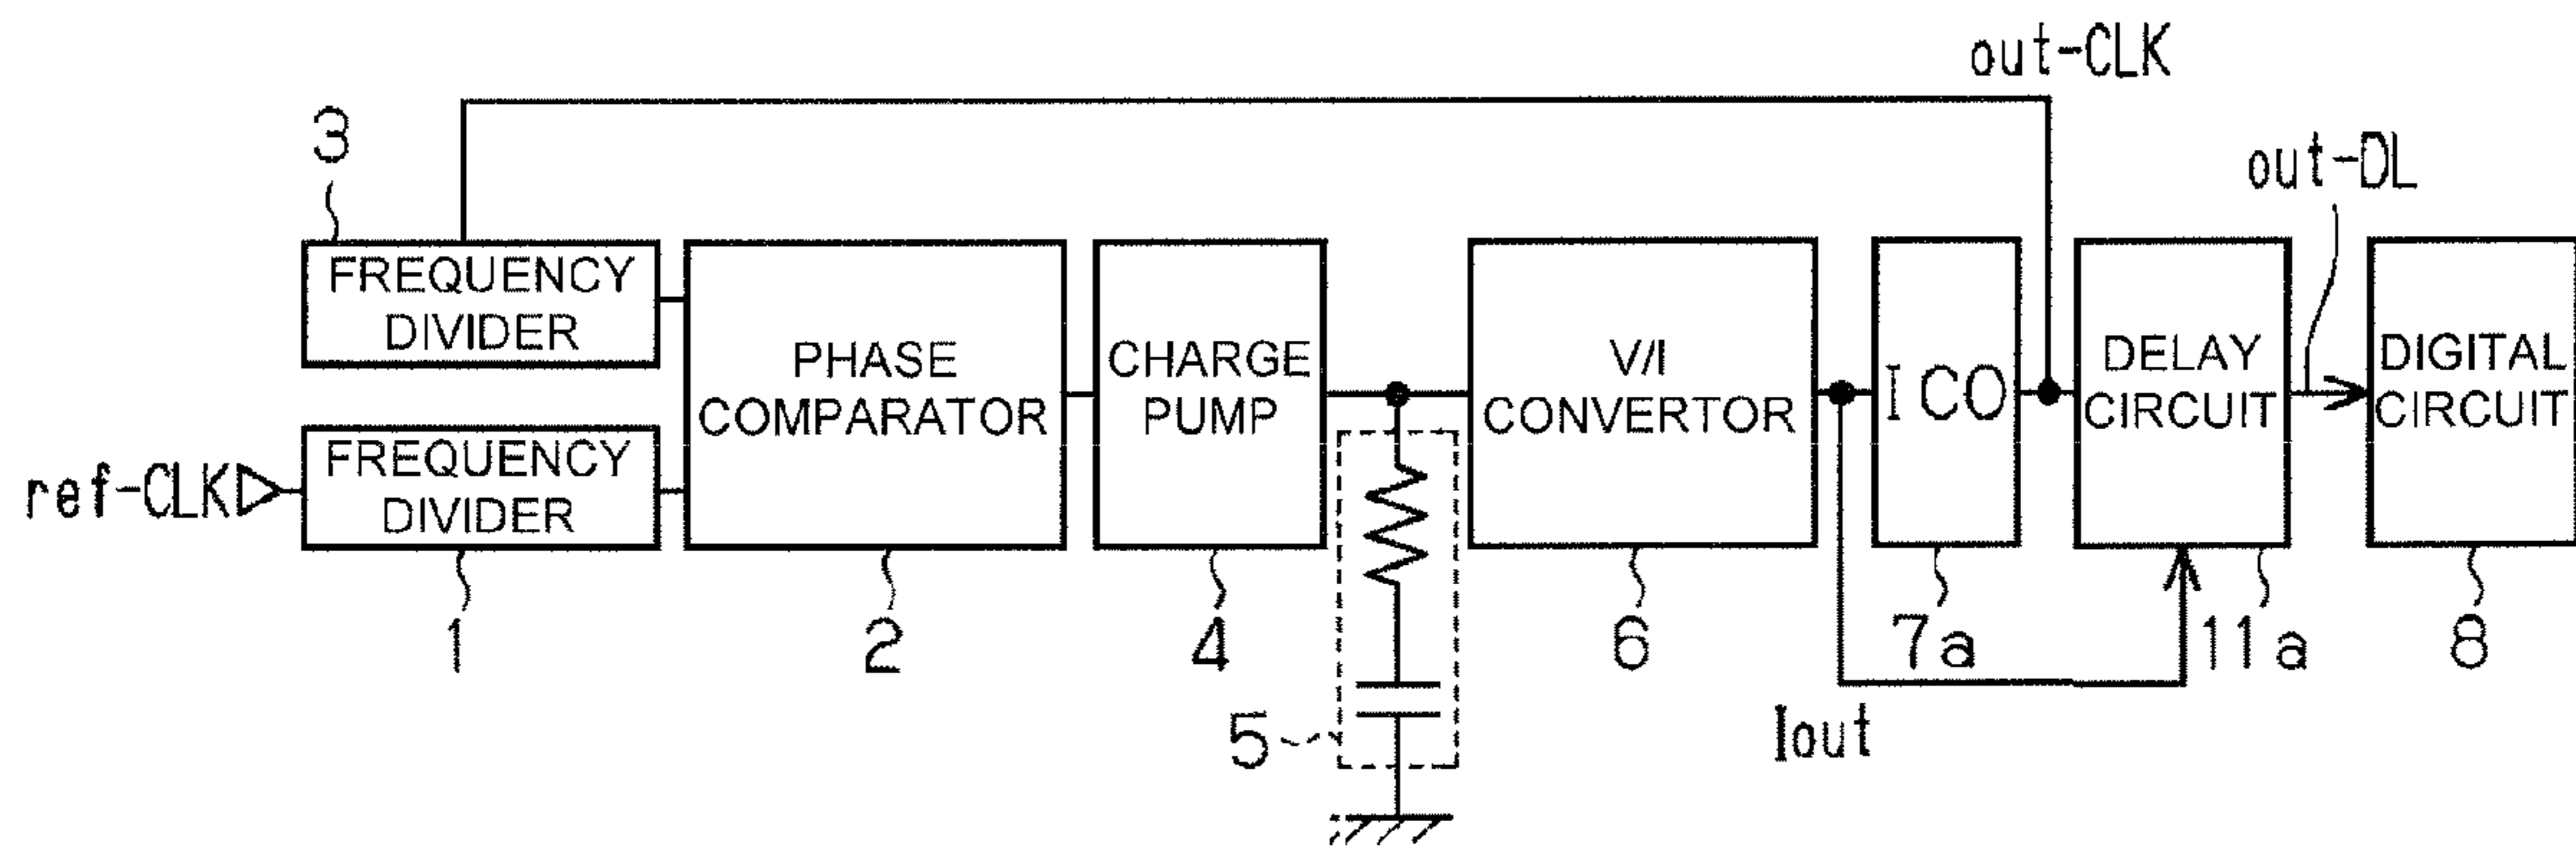 out-CLK
3
out-DL
FREQUENCY
DIVIDER
PHASE
COMPARATOR
CHARGE
PUMP
V/I
CONVERTOR
ICO
DELAY
CIRCUIT
DIGITAL
CIRCUIT
ref-CLK
FREQUENCY
DIVIDER
1
2
4
5
6
7a
11a
8
Iout